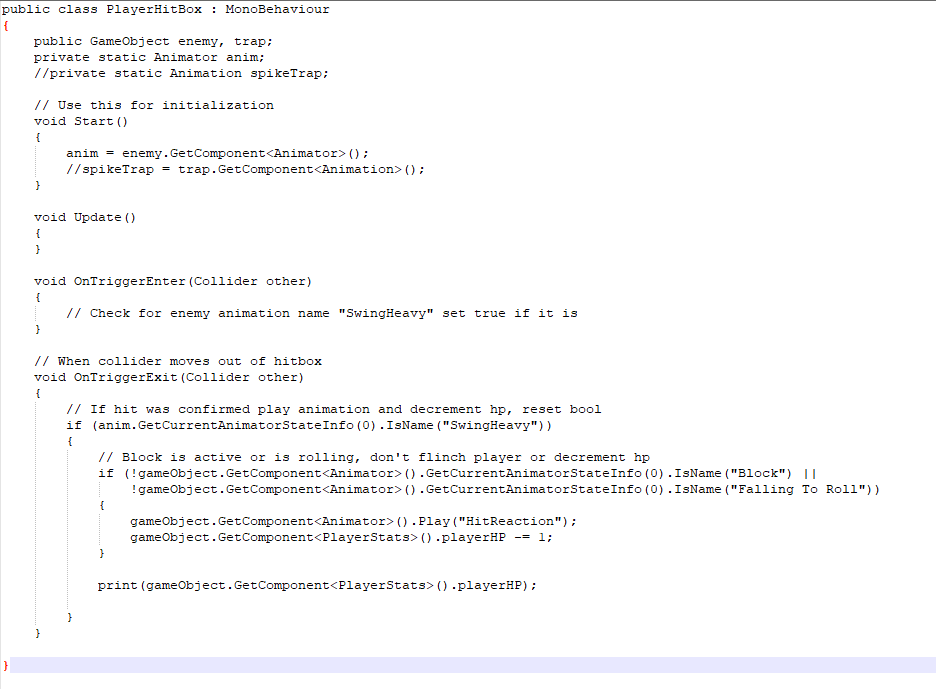 public class PlayerHitBox : MonoBehaviour
{
    public GameObject enemy, trap;
    private static Animator anim;
    //private static Animation spikeTrap;

    // Use this for initialization
    void Start()
    {
        anim = enemy.GetComponent<Animator>();
        //spikeTrap = trap.GetComponent<Animation>();
    }

    void Update()
    {
    }

    void OnTriggerEnter(Collider other)
    {
        // Check for enemy animation name "SwingHeavy" set true if it is
    }

    // When collider moves out of hitbox
    void OnTriggerExit(Collider other)
    {
        // If hit was confirmed play animation and decrement hp, reset bool
        if (anim.GetCurrentAnimatorStateInfo(0).IsName("SwingHeavy"))
        {
            // Block is active or is rolling, don't flinch player or decrement hp
            if (!gameObject.GetComponent<Animator>().GetCurrentAnimatorStateInfo(0).IsName("Block") ||
                !gameObject.GetComponent<Animator>().GetCurrentAnimatorStateInfo(0).IsName("Falling To Roll"))
            {
                gameObject.GetComponent<Animator>().Play("HitReaction");
                gameObject.GetComponent<PlayerStats>().playerHP -= 1;
            }

            print(gameObject.GetComponent<PlayerStats>().playerHP);

        }
    }

}